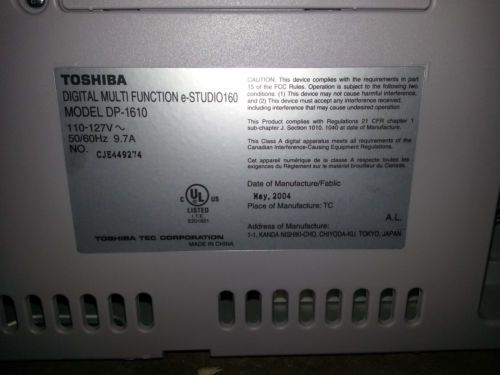 TOSHIBA
DIGITAL MULTI FUNCTION e-STUDIO160
MODEL DP-1610
110-127V ~
50/60Hz 9.7A
NO. CJE449274
C UL US
LISTED
I.T.E.
TOSHIBA TEC CORPORATION
MADE IN CHINA
CAUTION: This device complies with the requirements in part
15 of the FCC Rules. Operation is subject to the following two
conditions: (1) This device may not cause harmful interference,
and (2) This device must accept any interference received,
including interference that may cause undesired operation.
This Product complies with Regulations 21 CFR chapter 1
sub-chapter J. Section 1010, 1040 at date of Manufacture.
This Class A digital apparatus meets all requirements of the
Canadian Interference-Causing Equipment Regulations.
Cet appareil numérique de la classe A respecte toutes les
exigences du Règlement sur le matériel brouilleur du Canada.
Date of Manufacture/Fablic
May, 2004
Place of Manufacture: TC
A.L.
Address of Manufacture:
1-1, KANDA NISHIKI-CHO, CHIYODA-KU, TOKYO, JAPAN